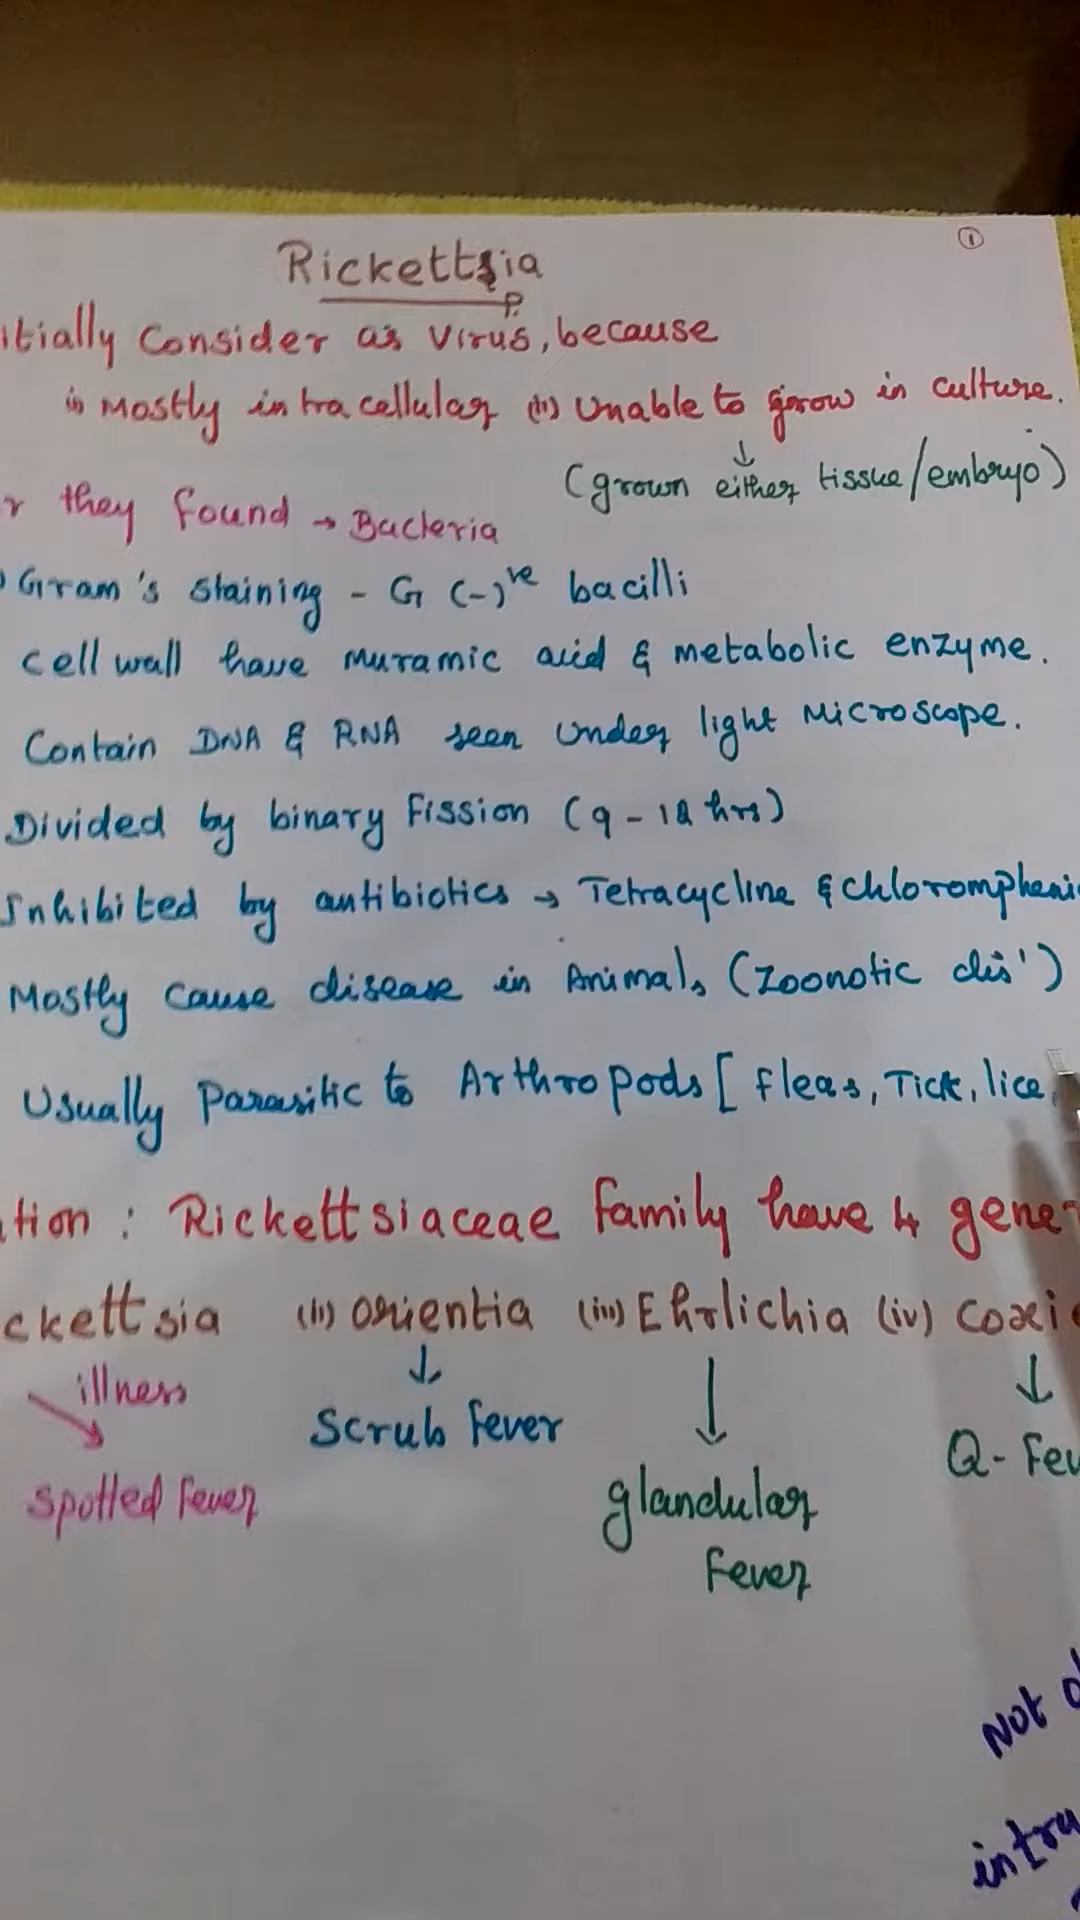 ①
Rickettsia
itially Consider as virus, because
(i) Mostly intracellular (ii) unable to grow in culture.
↓
(grown either tissue/embryo)
r they found → Bacteria
Gram's staining - G (-)ve bacilli
cell wall have muramic acid & metabolic enzyme.
Contain DNA & RNA seen under light Microscope.
Divided by binary Fission (9-12 hrs)
Inhibited by antibiotics → Tetracycline & chlorompheni
Mostly cause disease in Animals (Zoonotic dis')
Usually Parasitic to Arthropods [fleas, Tick, lice,
tion : Rickettsiaceae family have 4 gene
ckettsia (ii) orientia (iii) Ehrlichia (iv) coxi
illness
↓ Scrub fever
↓ glandular
fever
↓ Q-Fev
spotted fever
Not
intra